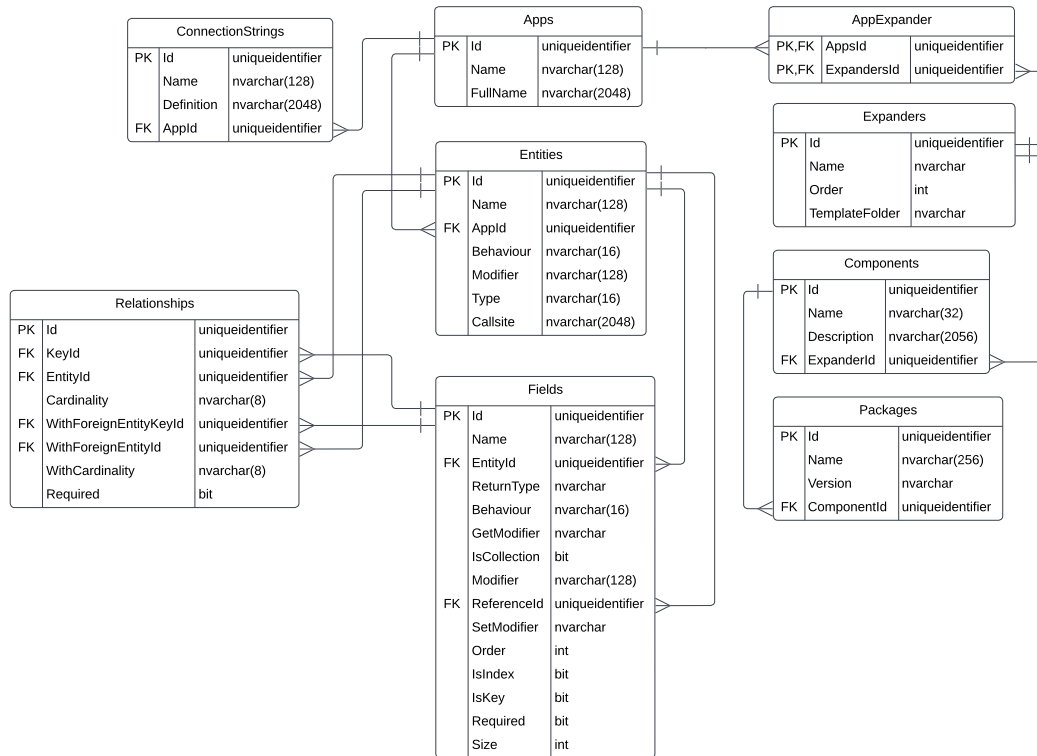 ConnectionStrings
PK Id uniqueidentifier
Name nvarchar(128)
Definition nvarchar(2048)
FK AppId uniqueidentifier
Apps
PK Id uniqueidentifier
Name nvarchar(128)
FullName nvarchar(2048)
AppExpander
PK,FK AppsId uniqueidentifier
PK,FK ExpandersId uniqueidentifier
Expanders
PK Id uniqueidentifier
Name nvarchar
Order int
TemplateFolder nvarchar
Entities
PK Id uniqueidentifier
Name nvarchar(128)
FK AppId uniqueidentifier
Behaviour nvarchar(16)
Modifier nvarchar(128)
Type nvarchar(16)
Callsite nvarchar(2048)
Components
PK Id uniqueidentifier
Name nvarchar(32)
Description nvarchar(2056)
FK ExpanderId uniqueidentifier
Relationships
PK Id uniqueidentifier
FK KeyId uniqueidentifier
FK EntityId uniqueidentifier
Cardinality nvarchar(8)
FK WithForeignEntityKeyId uniqueidentifier
FK WithForeignEntityId uniqueidentifier
WithCardinality nvarchar(8)
Required bit
Fields
PK Id uniqueidentifier
Name nvarchar(128)
FK EntityId uniqueidentifier
ReturnType nvarchar
Behaviour nvarchar(16)
GetModifier nvarchar
IsCollection bit
Modifier nvarchar(128)
FK ReferenceId uniqueidentifier
SetModifier nvarchar
Order int
IsIndex bit
IsKey bit
Required bit
Size int
Packages
PK Id uniqueidentifier
Name nvarchar(256)
Version nvarchar
FK ComponentId uniqueidentifier